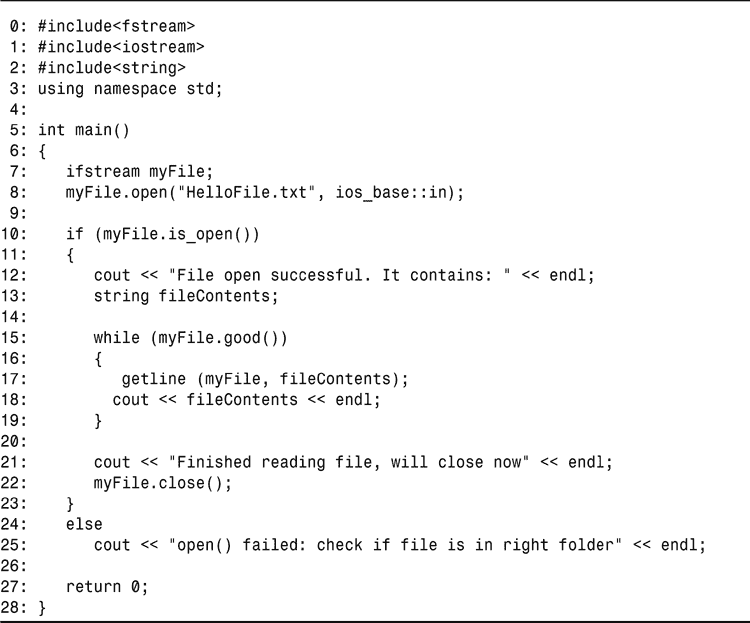 0: #include<fstream>
1: #include<iostream>
2: #include<string>
3: using namespace std;
4:
5: int main()
6: {
7:    ifstream myFile;
8:    myFile.open("HelloFile.txt", ios_base::in);
9:
10:    if (myFile.is_open())
11:    {
12:       cout << "File open successful. It contains: " << endl;
13:       string fileContents;
14:
15:       while (myFile.good())
16:       {
17:          getline (myFile, fileContents);
18:         cout << fileContents << endl;
19:       }
20:
21:       cout << "Finished reading file, will close now" << endl;
22:       myFile.close();
23:    }
24:    else
25:       cout << "open() failed: check if file is in right folder" << endl;
26:
27:    return 0;
28: }